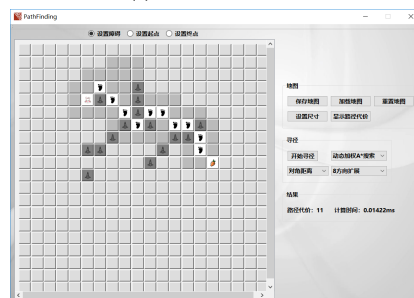 PathFinding
设置障碍 设置起点 设置终点
地图
保存地图 加载地图 重置地图
设置尺寸 显示路径代价
寻径
开始寻径 动态加权A*搜索
对角距离 8方向扩展
结果
路径代价：11 计算时间：0.01422ms